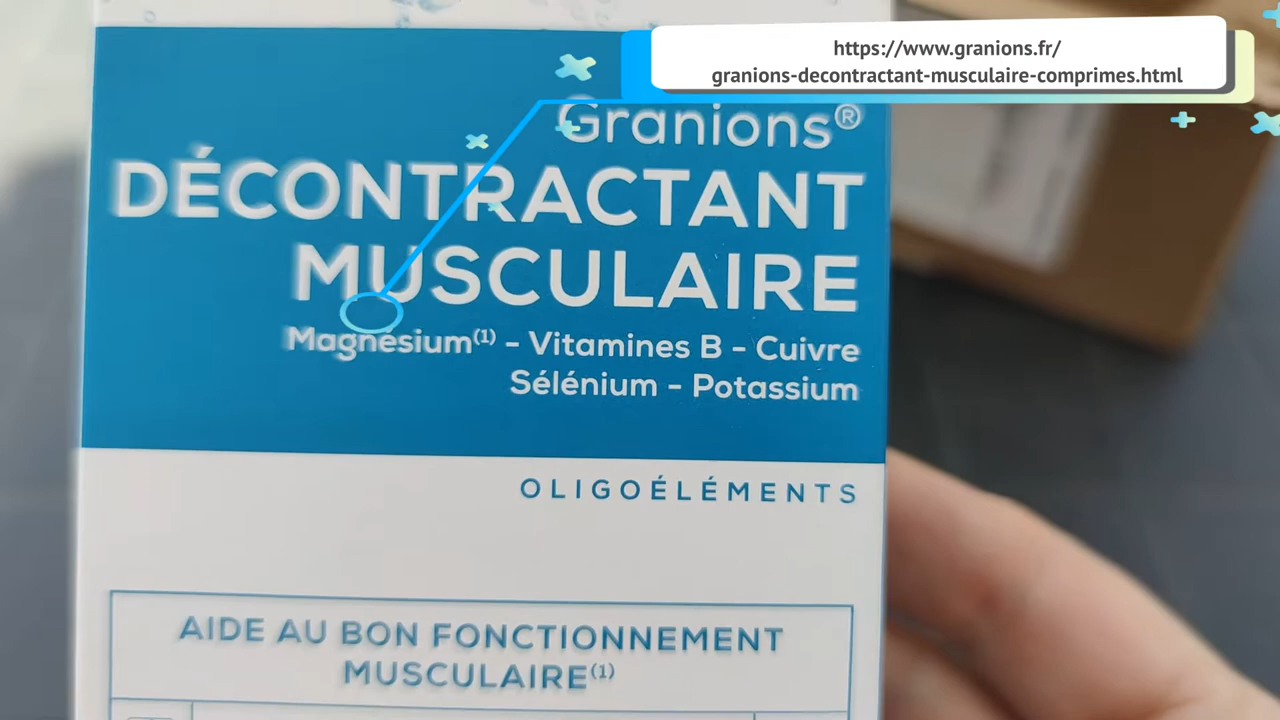 https://www.granions.fr/
granions-decontractant-musculaire-comprimes.html
Granions®
DÉCONTRACTANT
MUSCULAIRE
Magnésium(1) - Vitamines B - Cuivre
Sélénium - Potassium
OLIGOÉLÉMENTS
AIDE AU BON FONCTIONNEMENT
MUSCULAIRE(1)